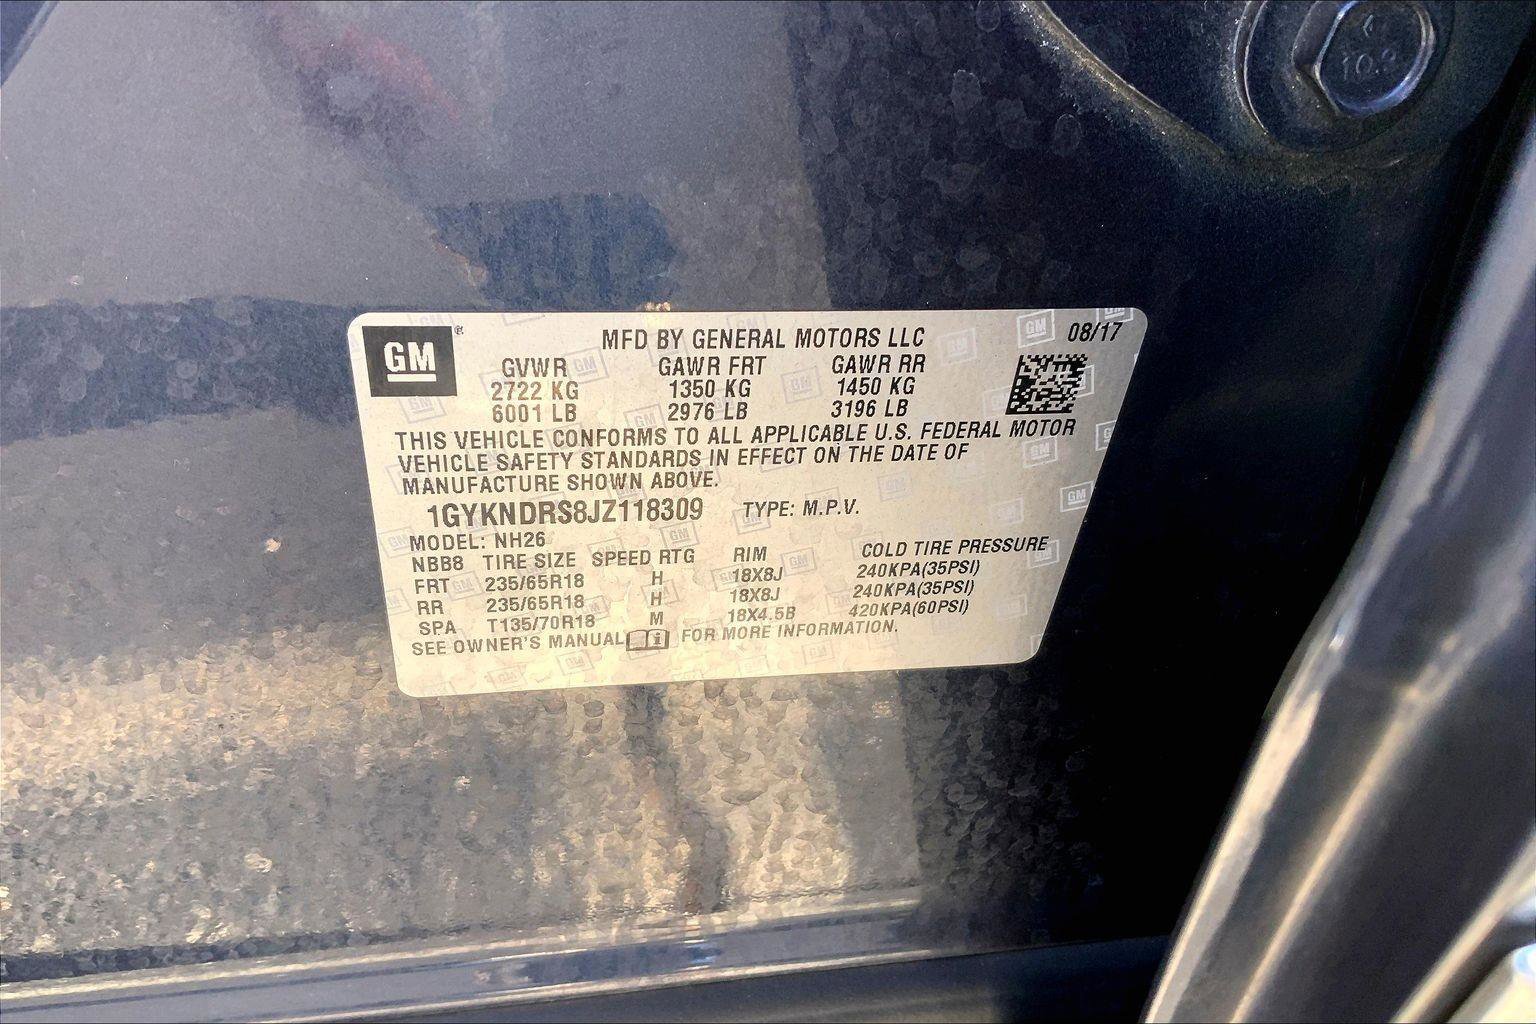 10.9
GM
MFD BY GENERAL MOTORS LLC 08/17
GVWR GAWR FRT GAWR RR
2722 KG 1350 KG 1450 KG
6001 LB 2976 LB 3196 LB
THIS VEHICLE CONFORMS TO ALL APPLICABLE U.S. FEDERAL MOTOR
VEHICLE SAFETY STANDARDS IN EFFECT ON THE DATE OF
MANUFACTURE SHOWN ABOVE.
1GYKNDRS8JZ118309 TYPE: M.P.V.
MODEL: NH26
NBB8 TIRE SIZE SPEED RTG RIM COLD TIRE PRESSURE
FRT 235/65R18 H 18X8J 240KPA(35PSI)
RR 235/65R18 H 18X8J 240KPA(35PSI)
SPA T135/70R18 M 18X4.5B 420KPA(60PSI)
SEE OWNER'S MANUAL FOR MORE INFORMATION.